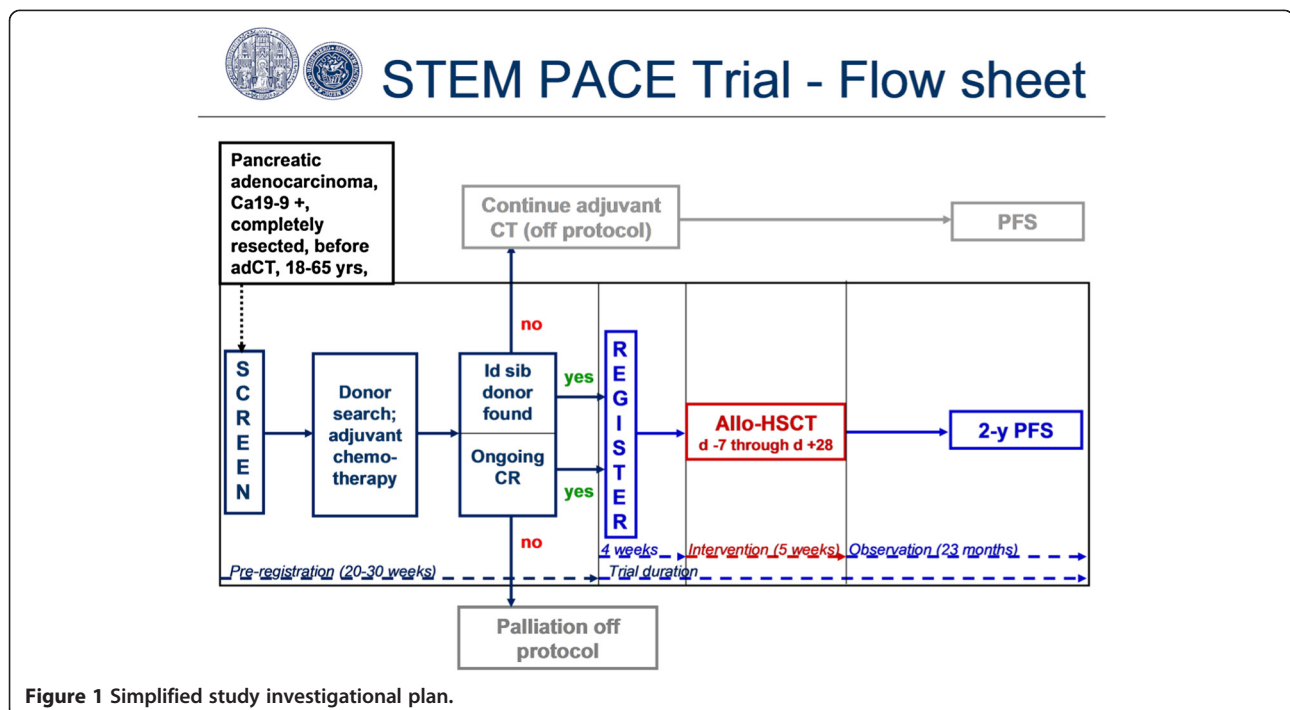 STEM PACE Trial - Flow sheet
Pancreatic
adenocarcinoma,
Ca19-9 +,
completely
resected, before
adCT, 18-65 yrs,
Continue adjuvant
CT (off protocol)
PFS
no
SCREEN
Donor
search;
adjuvant
chemo-
therapy
Id sib
donor
found
yes
Ongoing
CR
yes
REGISTER
Allo-HSCT
d -7 through d +28
2-y PFS
no
4 weeks
Intervention (5 weeks)
Observation (23 months)
Pre-registration (20-30 weeks)
Trial duration
Palliation off
protocol
Figure 1 Simplified study investigational plan.